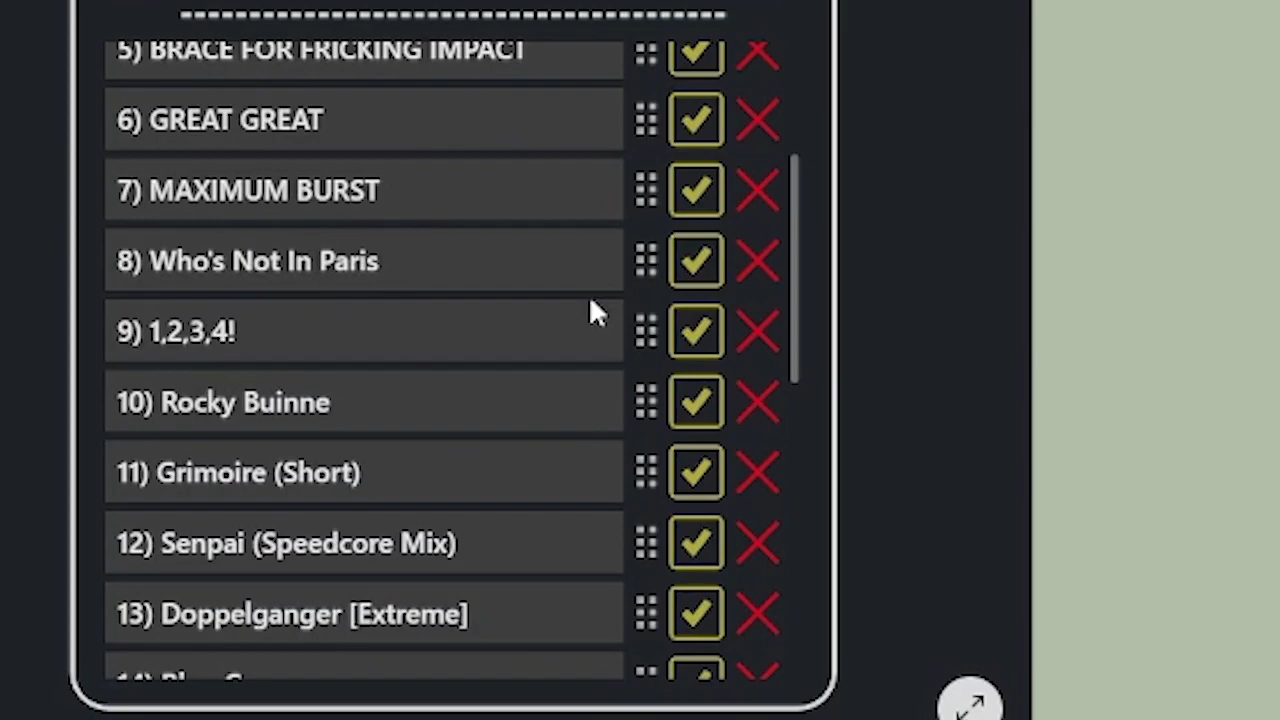 5) BRACE FOR FRICKING IMPACT
6) GREAT GREAT
7) MAXIMUM BURST
8) Who's Not In Paris
9) 1,2,3,4!
10) Rocky Buinne
11) Grimoire (Short)
12) Senpai (Speedcore Mix)
13) Doppelganger [Extreme]
14)